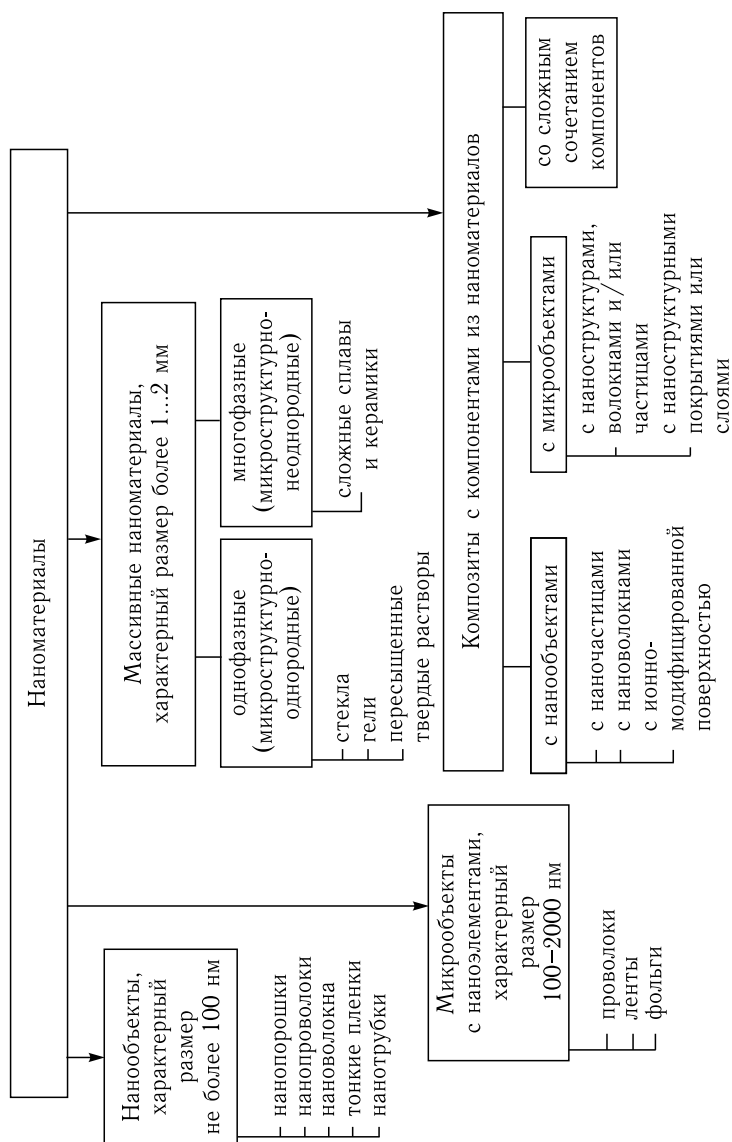 Наноматериалы
Нанообъекты,
характерный
размер
не более 100 нм
нанопорошки
нанопроволоки
нановолокна
тонкие пленки
нанотрубки
Микрообъекты
с наноэлементами,
характерный
размер
100–2000 нм
проволоки
ленты
фольги
Массивные наноматериалы,
характерный размер более 1...2 мм
однофазные
(микроструктурно-
однородные)
стекла
гели
пересыщенные
твердые растворы
многофазные
(микроструктурно-
неоднородные)
сложные сплавы
и керамики
Композиты с компонентами из наноматериалов
с нанообъектами
с наночастицами
с нановолокнами
с ионно-
модифицированной
поверхностью
с микрообъектами
с наноструктурами,
волокнами и/или
частицами
с наноструктурными
покрытиями или
слоями
со сложным
сочетанием
компонентов